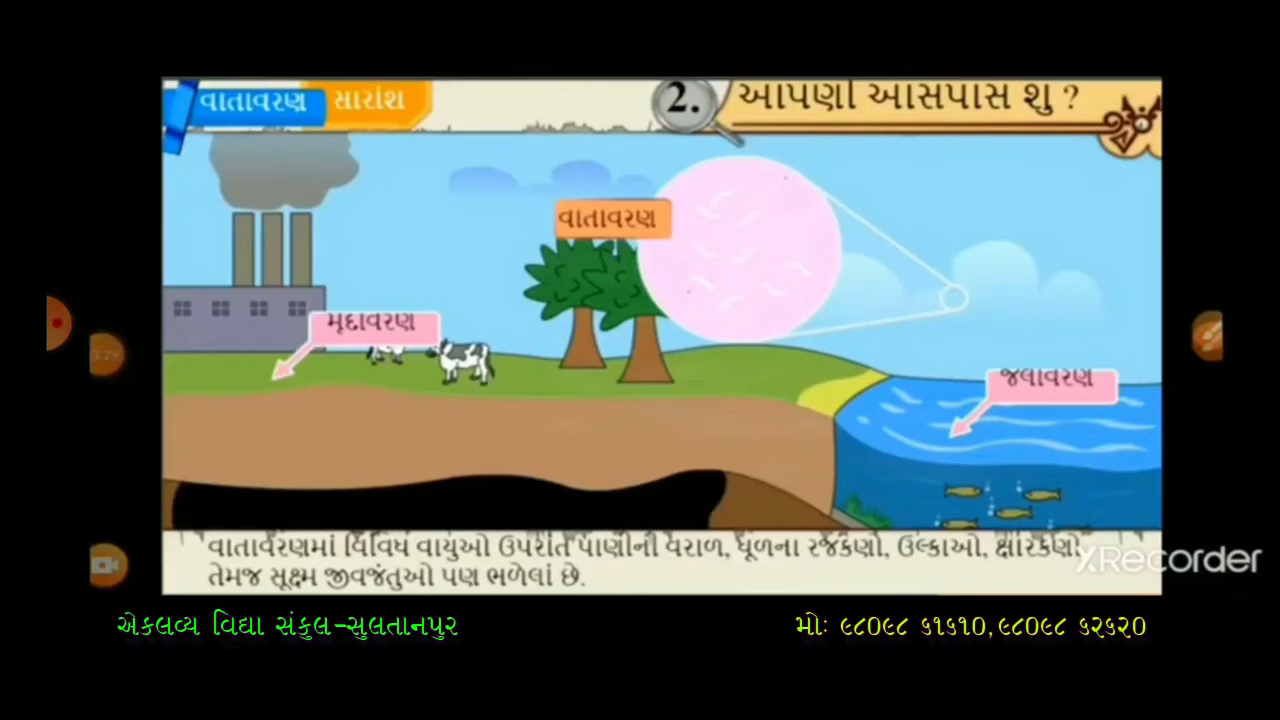 વાતાવરણ સારાંશ
2. આપણી આસપાસ શું ?
વાતાવરણ
મૃદાવરણ
જલાવરણ
વાતાવરણમાં વિવિધ વાયુઓ ઉપરાંત પાણીની વરાળ, ધૂળના રજકણો, ઉલ્કાઓ, ક્ષારકણો
તેમજ સૂક્ષ્મ જીવજંતુઓ પણ ભળેલાં છે.
XRecorder
એકલવ્ય વિદ્યા સંકુલ-સુલતાનપુર
મોઃ ૯૮૦૯૮ ૬૧૬૧૦,૯૮૦૯૮ ૬૨૬૨૦